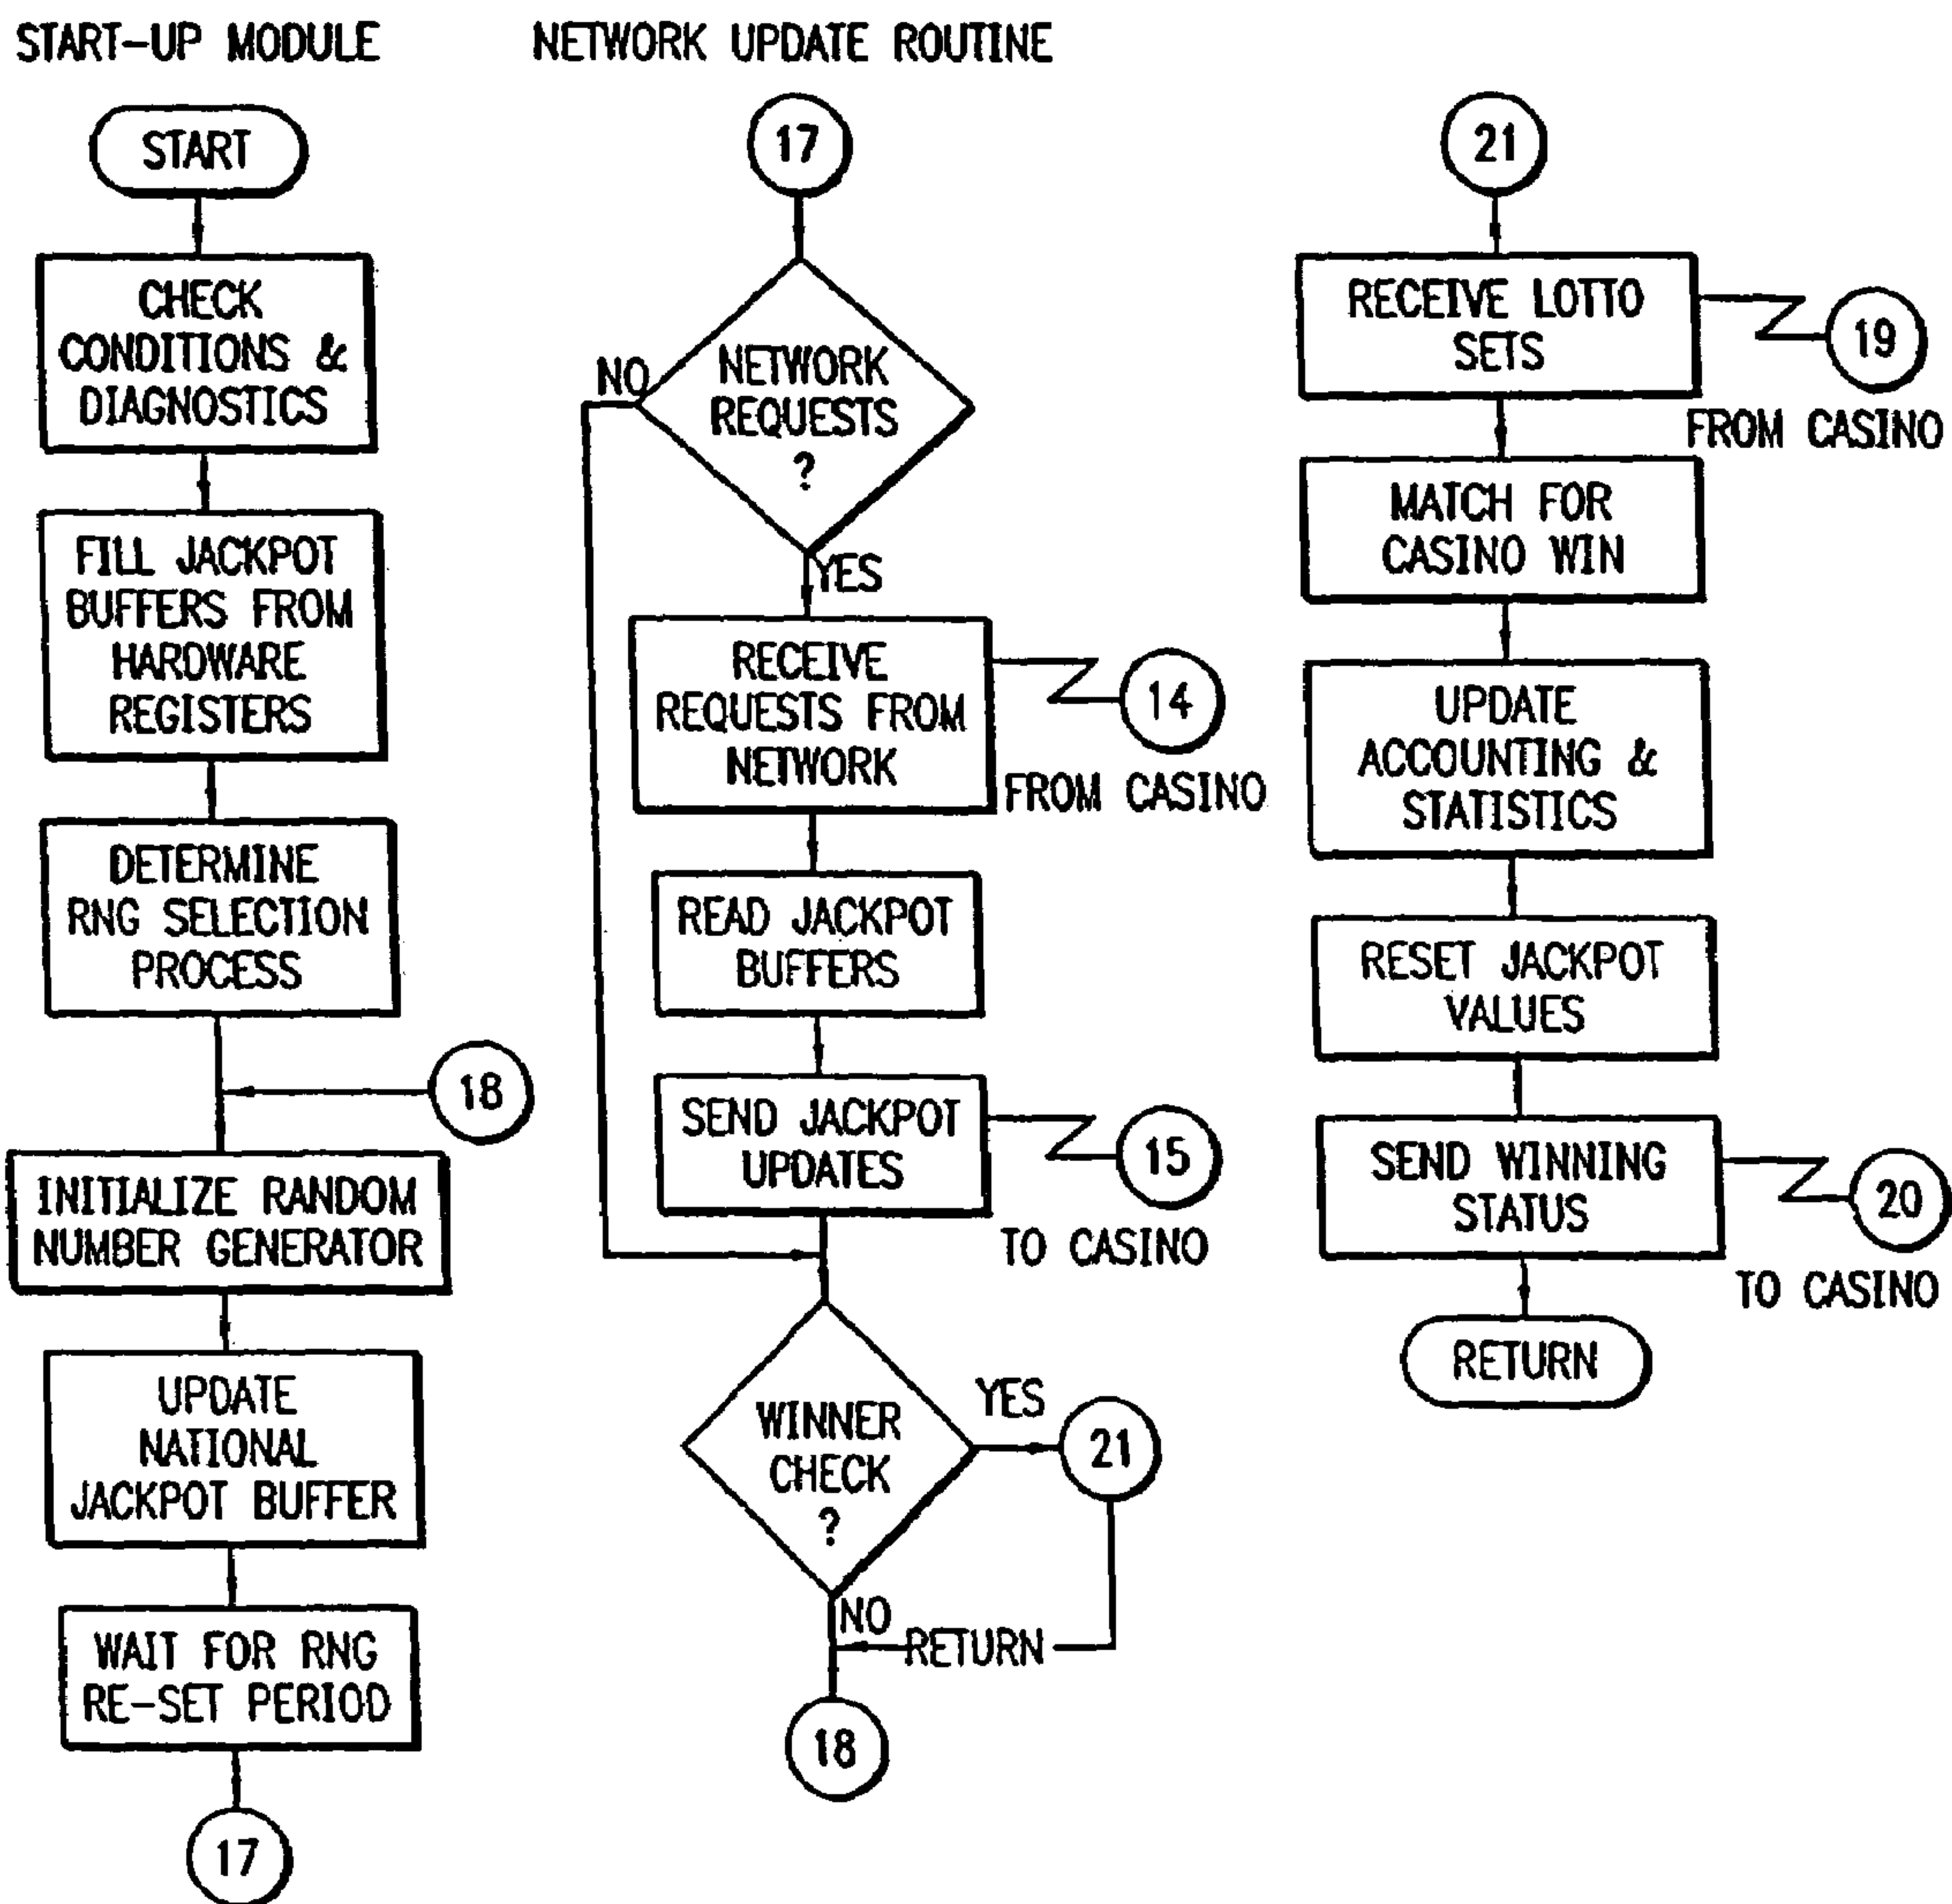 START-UP MODULE
START
CHECK
CONDITIONS &
DIAGNOSTICS
FILL JACKPOT
BUFFERS FROM
HARDWARE
REGISTERS
DETERMINE
RNG SELECTION
PROCESS
18
INITIALIZE RANDOM
NUMBER GENERATOR
UPDATE
NATIONAL
JACKPOT BUFFER
WAIT FOR RNG
RE-SET PERIOD
17
NETWORK UPDATE ROUTINE
17
NETWORK
REQUESTS
?
NO
YES
RECEIVE
REQUESTS FROM
NETWORK
14
FROM CASINO
READ JACKPOT
BUFFERS
SEND JACKPOT
UPDATES
15
TO CASINO
WINNER
CHECK
?
YES
21
NO
RETURN
18
21
RECEIVE LOTTO
SETS
19
FROM CASINO
MATCH FOR
CASINO WIN
UPDATE
ACCOUNTING &
STATISTICS
RESET JACKPOT
VALUES
SEND WINNING
STATUS
20
TO CASINO
RETURN